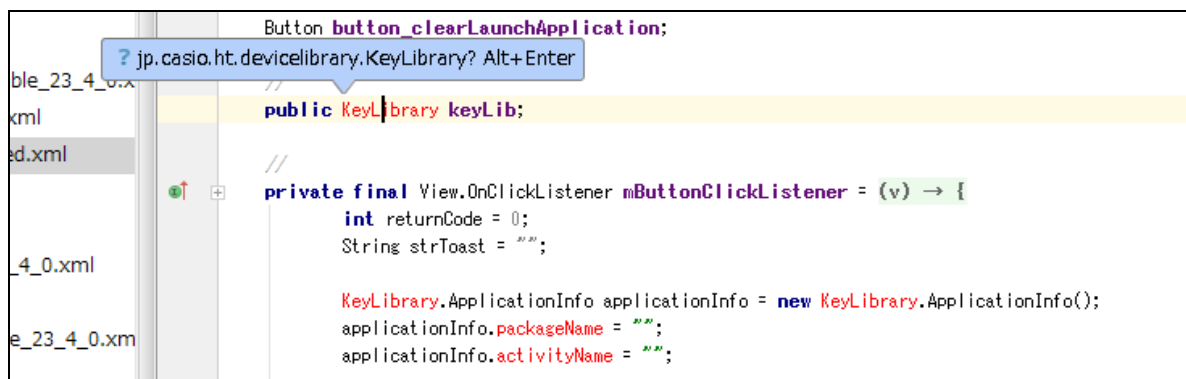 Button button_clearLaunchApplication;
? jp.casio.ht.devicelibrary.KeyLibrary? Alt+Enter
ble_23_4_0.x
//
xml
public KeyLibrary keyLib;
ed.xml
//
private final View.OnClickListener mButtonClickListener = (v) → {
int returnCode = 0;
String strToast = "";
_4_0.xml
KeyLibrary.ApplicationInfo applicationInfo = new KeyLibrary.ApplicationInfo();
applicationInfo.packageName = "";
e_23_4_0.xm
applicationInfo.activityName = "";